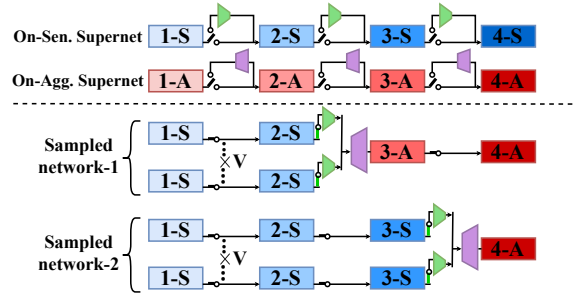 On-Sen. Supernet 1-S 2-S 3-S 4-S
On-Agg. Supernet 1-A 2-A 3-A 4-A
Sampled
network-1
1-S 2-S
×V
3-A 4-A
1-S 2-S
Sampled
network-2
1-S 2-S 3-S
×V
4-A
1-S 2-S 3-S